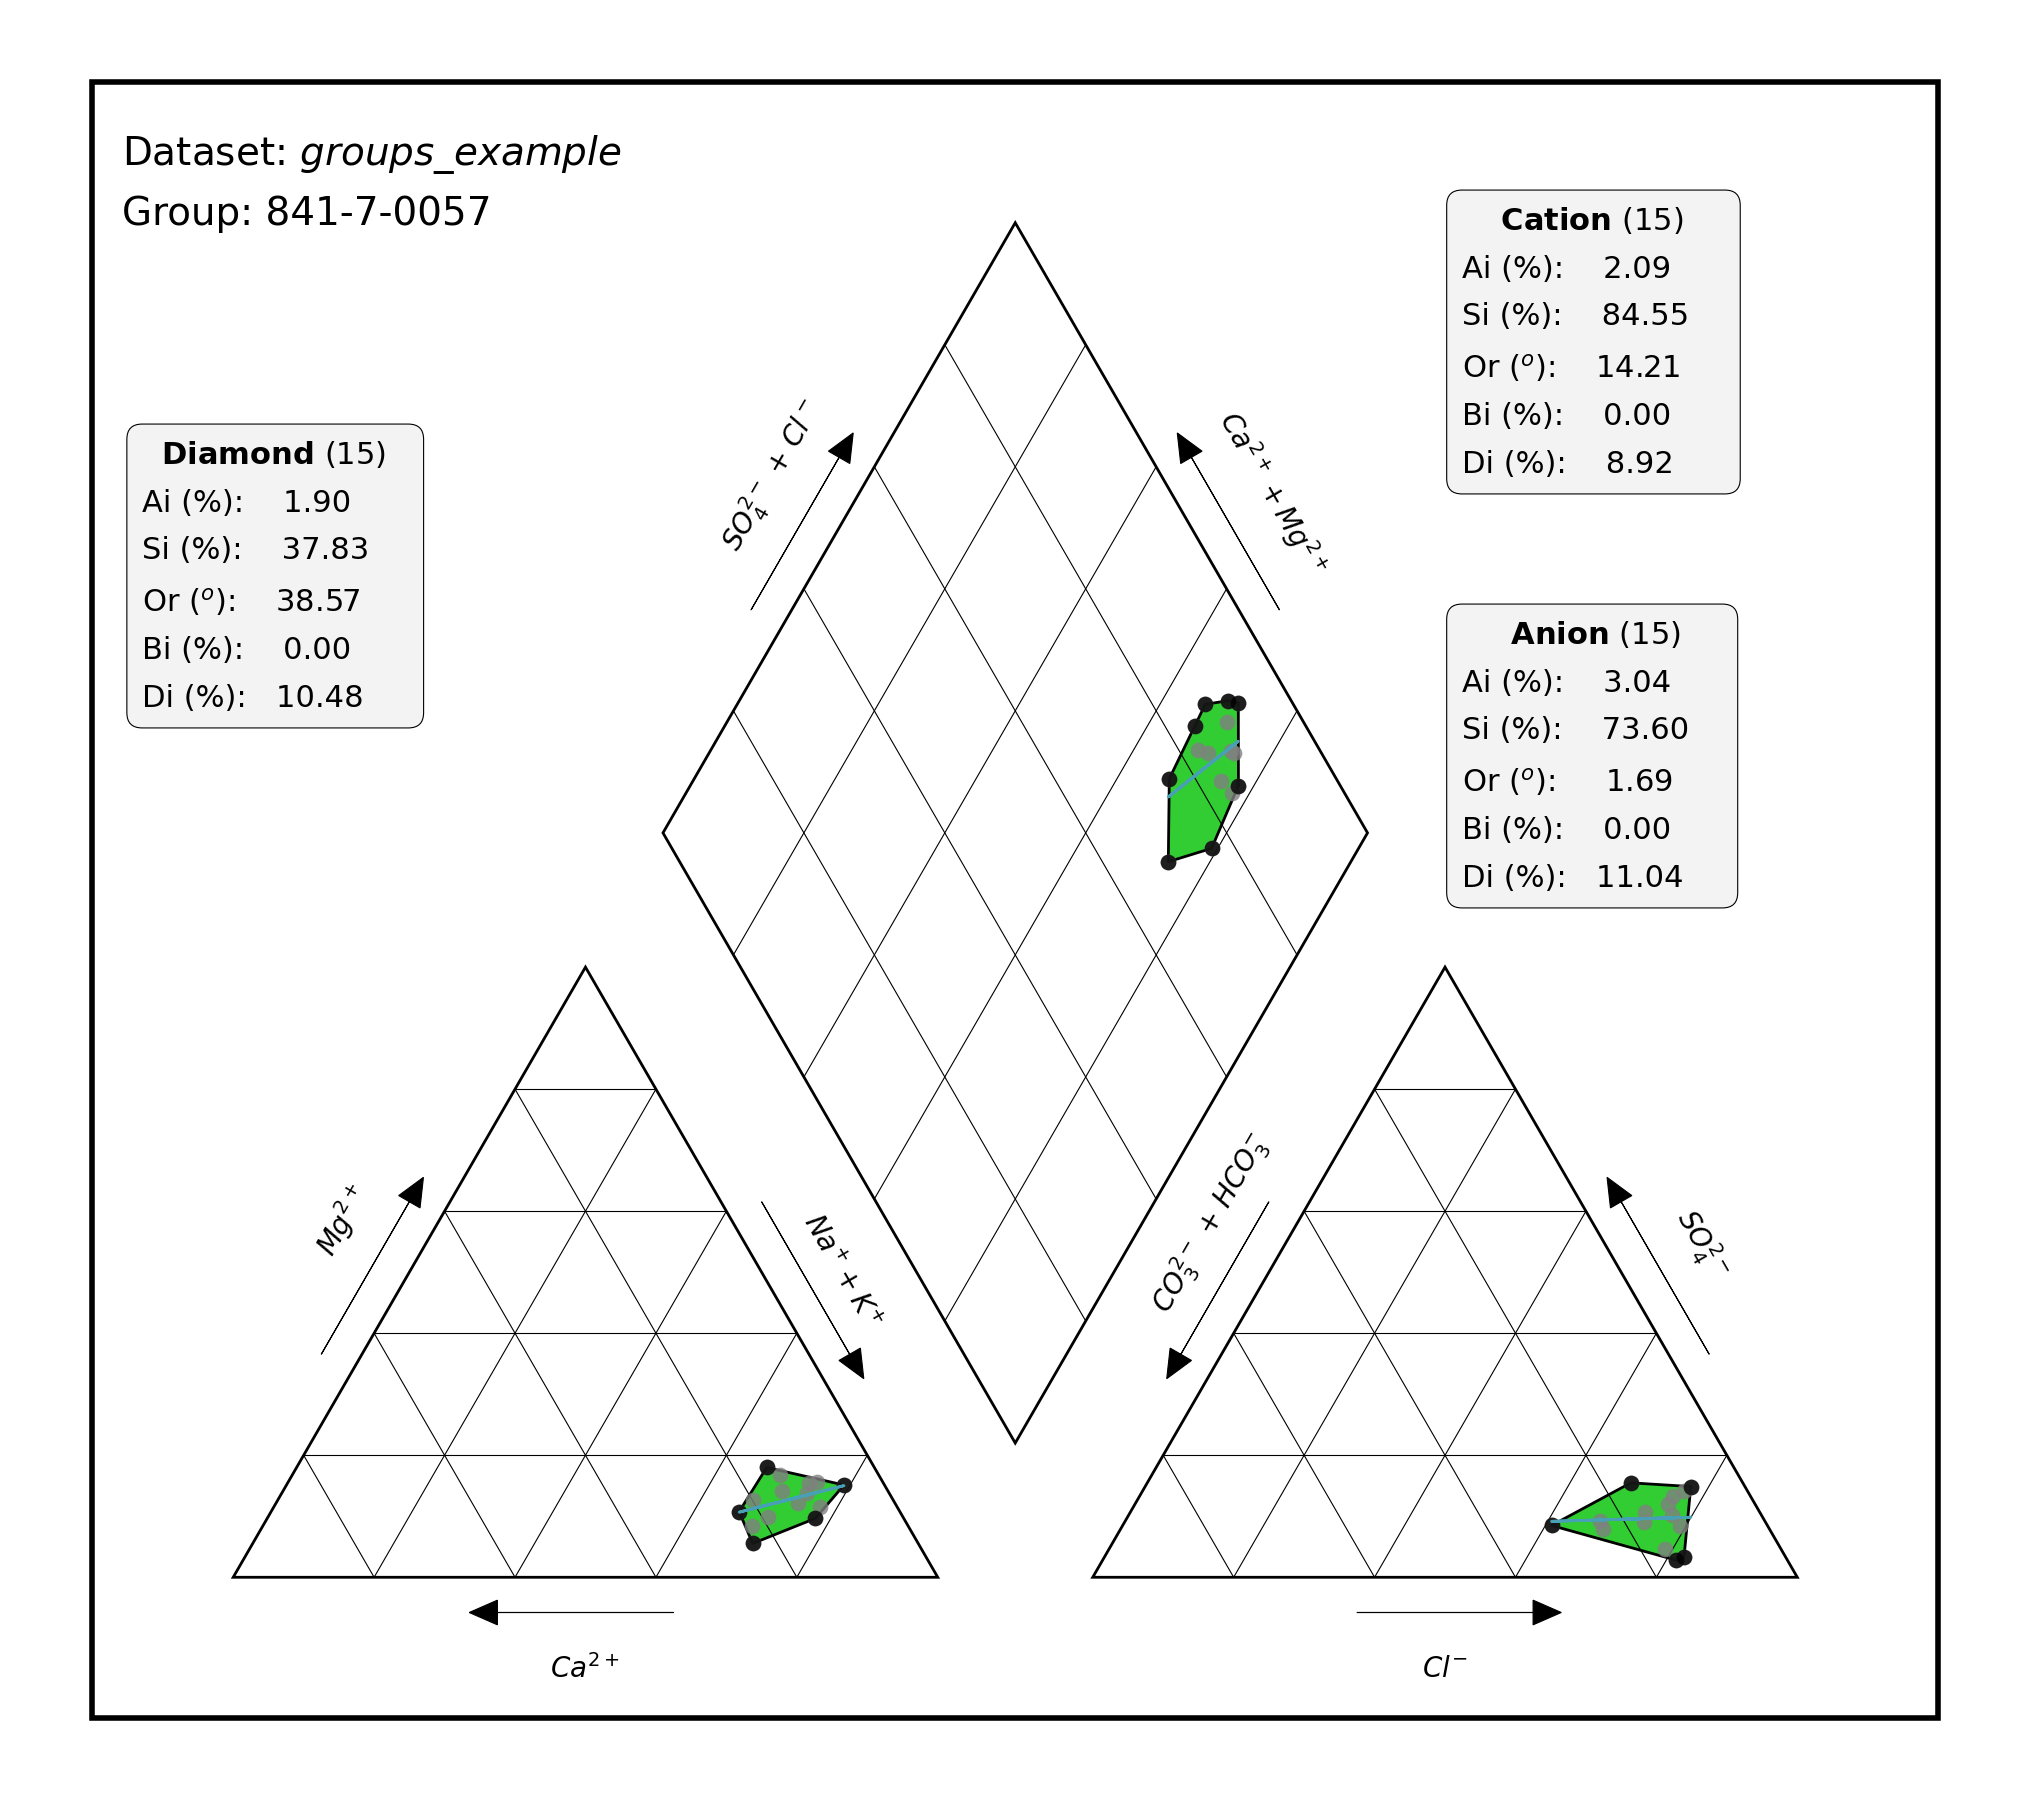 Dataset: groups_example
Group: 841-7-0057
Cation (15)
Ai (%): 2.09
Si (%): 84.55
Or (°): 14.21
Bi (%): 0.00
Di (%): 8.92
SO₄²⁻ + Cl⁻
Ca²⁺ + Mg²⁺
Diamond (15)
Ai (%): 1.90
Si (%): 37.83
Or (°): 38.57
Bi (%): 0.00
Di (%): 10.48
Anion (15)
Ai (%): 3.04
Si (%): 73.60
Or (°): 1.69
Bi (%): 0.00
Di (%): 11.04
Mg²⁺
Na⁺ + K⁺
CO₃²⁻ + HCO₃⁻
SO₄²⁻
Ca²⁺
Cl⁻